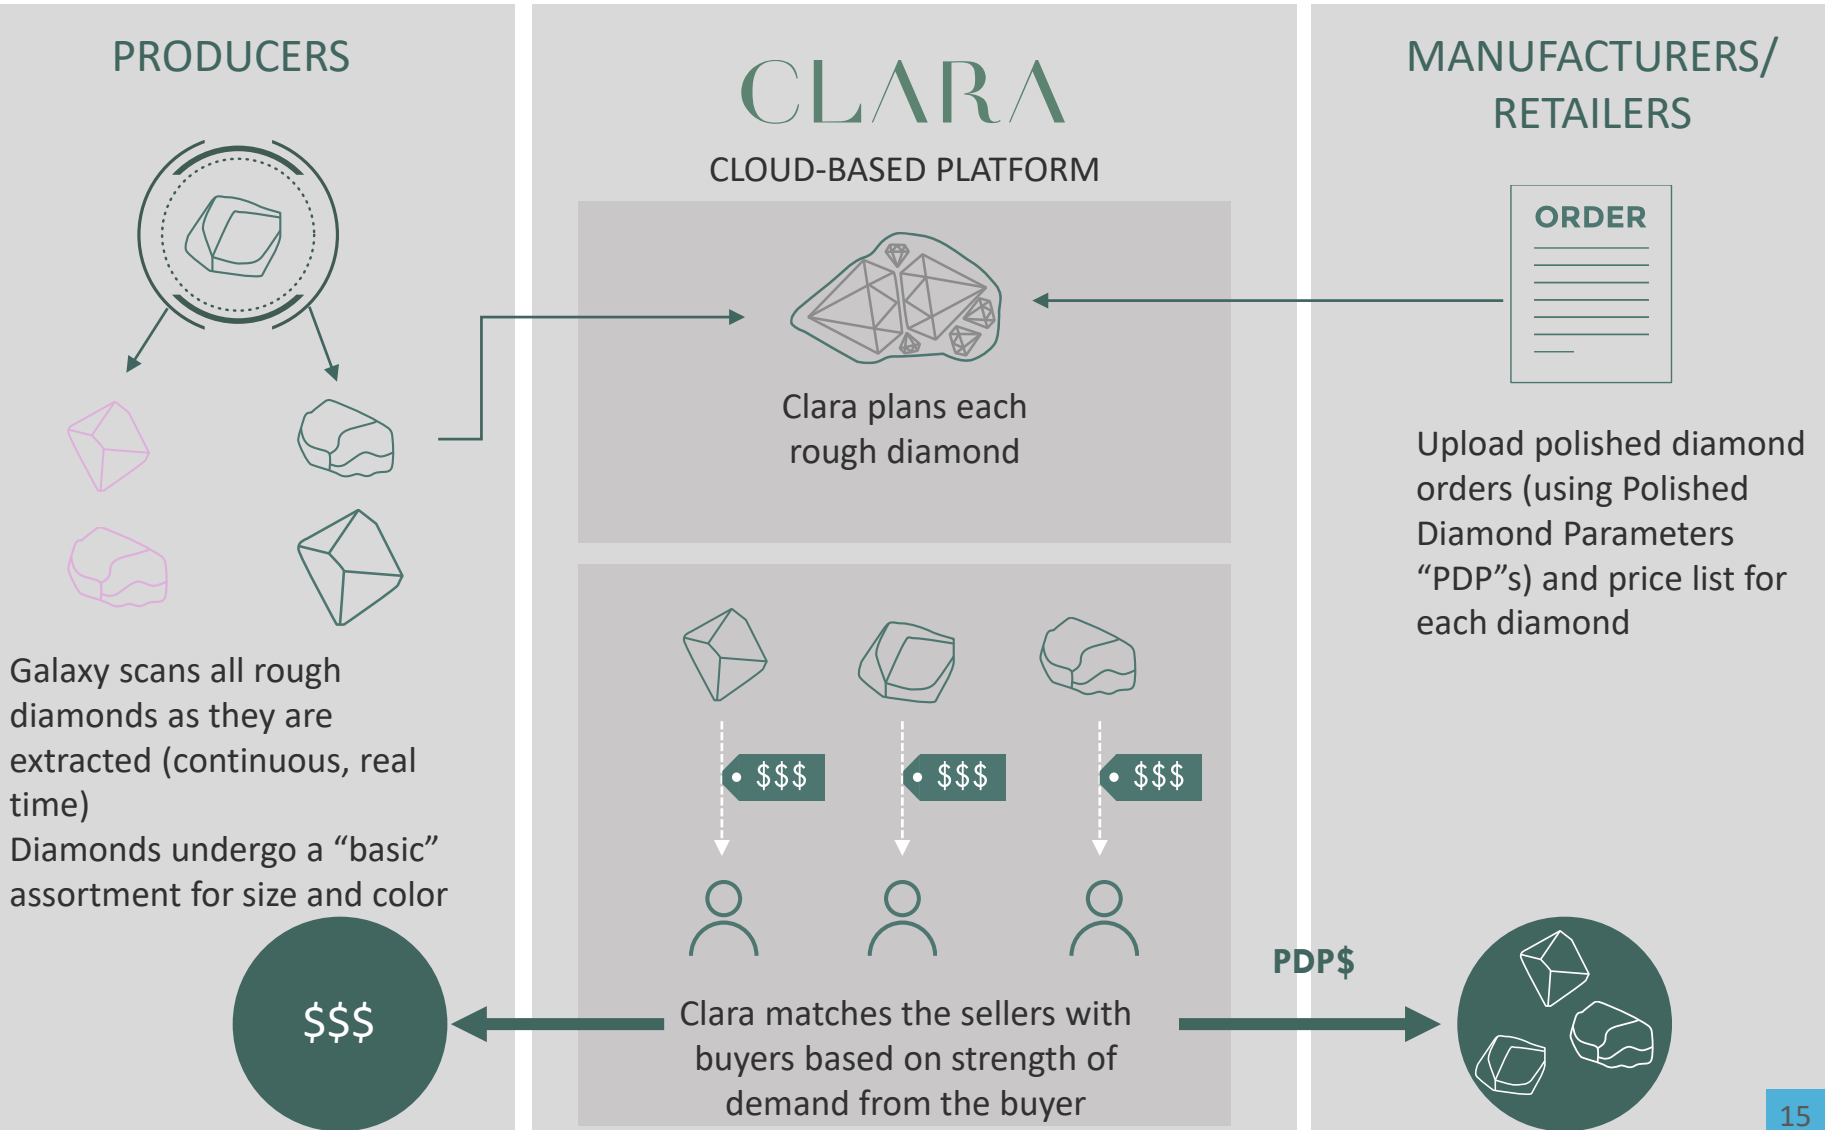 PRODUCERS
Galaxy scans all rough
diamonds as they are
extracted (continuous, real
time)
Diamonds undergo a “basic”
assortment for size and color
$$$
CLARA
CLOUD-BASED PLATFORM
Clara plans each
rough diamond
$$$
$$$
$$$
Clara matches the sellers with
buyers based on strength of
demand from the buyer
PDP$
MANUFACTURERS/
RETAILERS
ORDER
Upload polished diamond
orders (using Polished
Diamond Parameters
“PDP”s) and price list for
each diamond
15